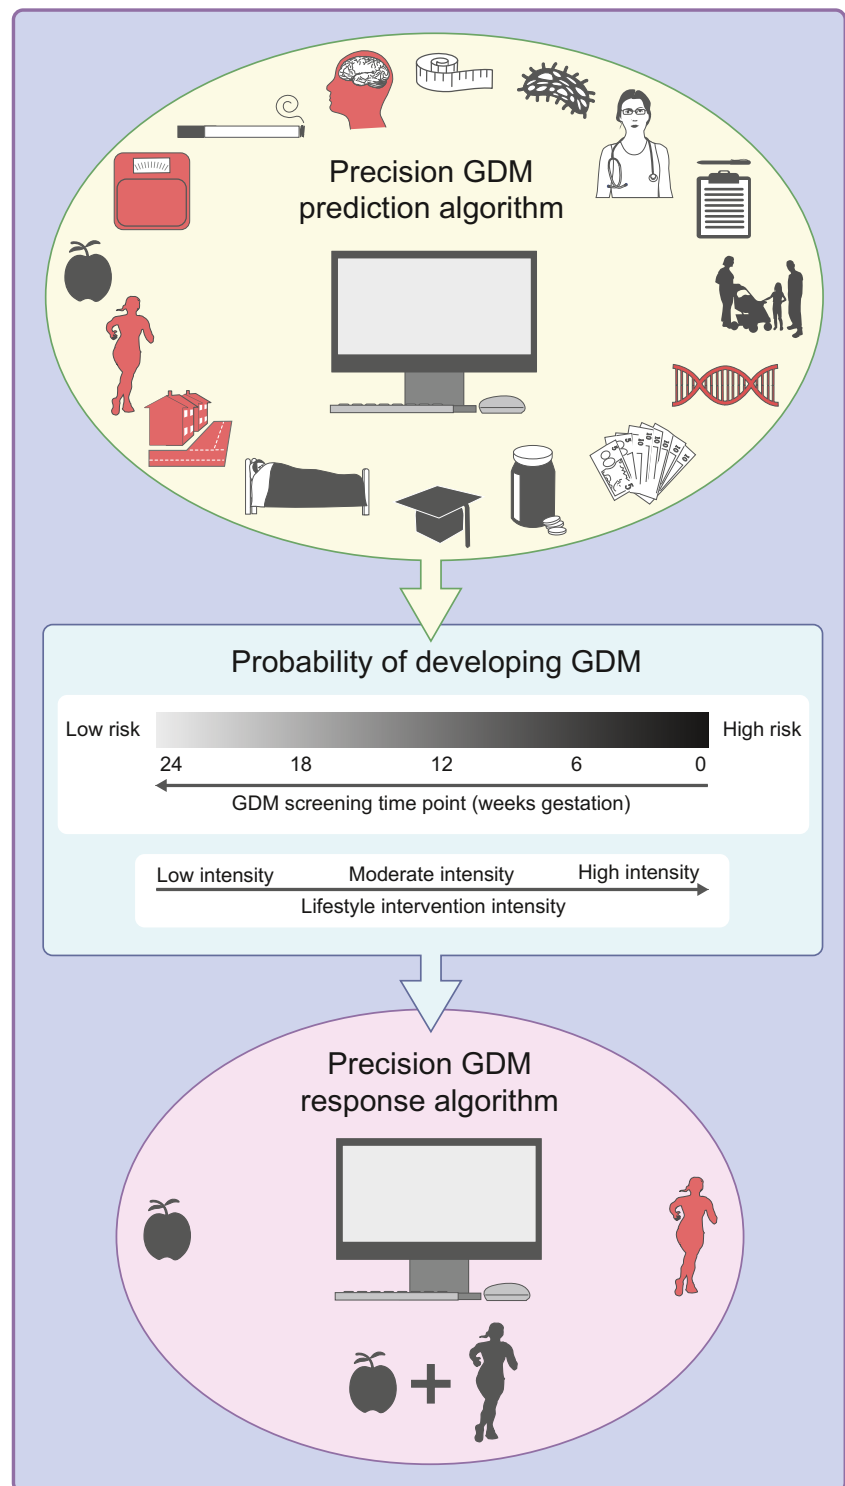 Precision GDM
prediction algorithm
Probability of developing GDM
Low risk
High risk
24 18 12 6 0
GDM screening time point (weeks gestation)
Low intensity Moderate intensity High intensity
Lifestyle intervention intensity
Precision GDM
response algorithm